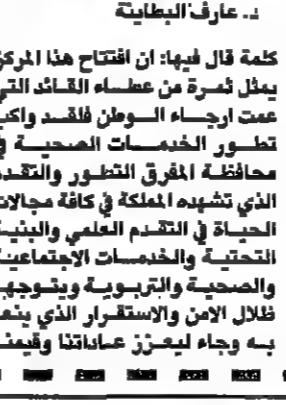 د. عارف البطاينة
كلمة قال فيها: ان افتتاح هذا المركز
يمثل ثمرة من عطاء القائد التي
عمت ارجاء الوطن فلقد واكب
تطور الخدمات الصحية في
محافظة المفرق التطور والتقدم
الذي تشهده المملكة في كافة مجالات
الحياة في التقدم العلمي والبنية
التحتية والخدمات الاجتماعية
والصحية والتربوية ويتوجها
ظلال الامن والاستقرار الذي ينعم
به وجاء ليعزز عاداتنا وقيمنا